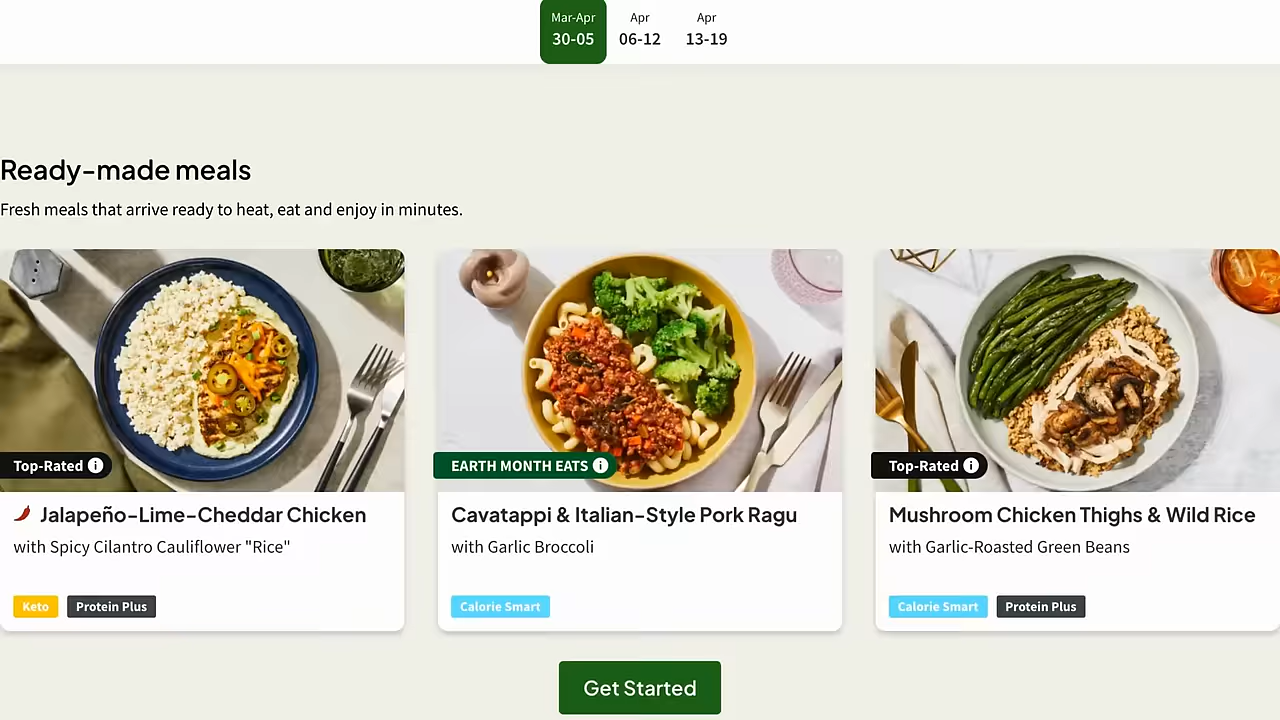 Mar-Apr
30-05
Apr
06-12
Apr
13-19
Ready-made meals
Fresh meals that arrive ready to heat, eat and enjoy in minutes.
Top-Rated i
Jalapeño-Lime-Cheddar Chicken
with Spicy Cilantro Cauliflower "Rice"
Keto
Protein Plus
EARTH MONTH EATS i
Cavatappi & Italian-Style Pork Ragu
with Garlic Broccoli
Calorie Smart
Top-Rated i
Mushroom Chicken Thighs & Wild Rice
with Garlic-Roasted Green Beans
Calorie Smart
Protein Plus
Get Started